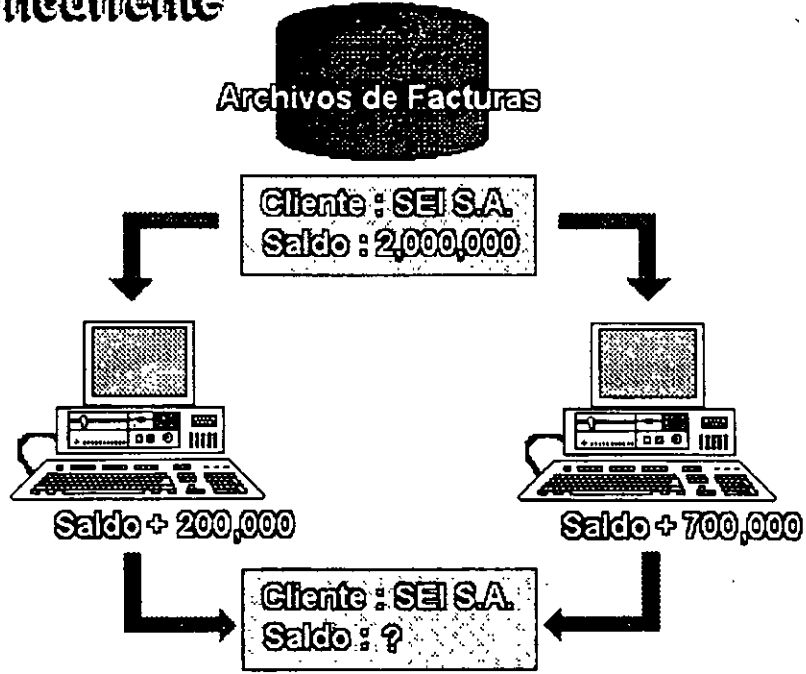 Archivos de Facturas
Cliente : SEI S.A.
Saldo : 2,000,000
Saldo + 200,000
Saldo + 700,000
Cliente : SEI S.A.
Saldo : ?